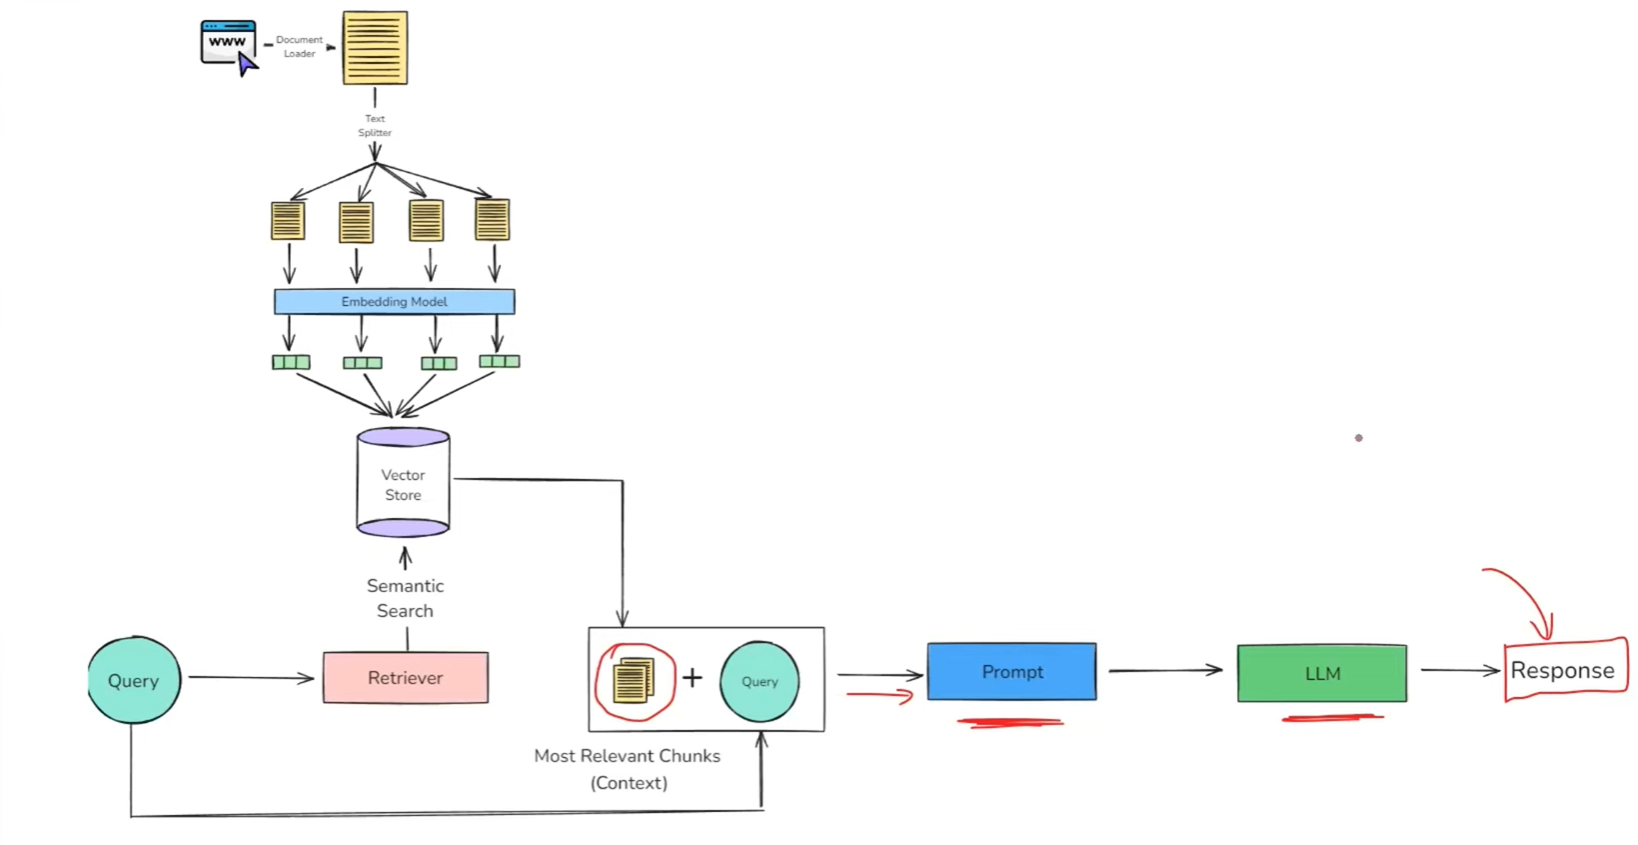 www
Document
Loader
Text
Splitter
Embedding Model
Vector
Store
Semantic
Search
Query
Retriever
Query
Prompt
LLM
Response
Most Relevant Chunks
(Context)